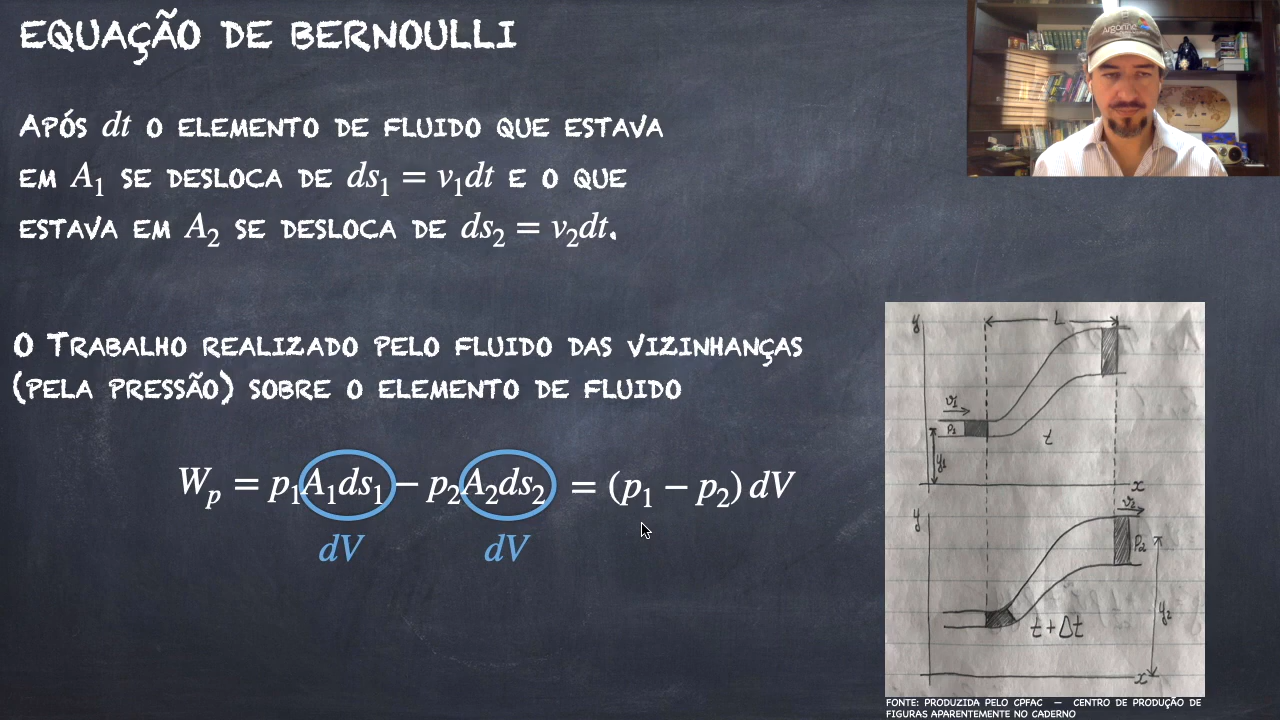 EQUAÇÃO DE BERNOULLI
Argonne
APÓS dt O ELEMENTO DE FLUIDO QUE ESTAVA
EM A₁ SE DESLOCA DE ds₁ = v₁dt E O QUE
ESTAVA EM A₂ SE DESLOCA DE ds₂ = v₂dt.
O TRABALHO REALIZADO PELO FLUIDO DAS VIZINHANÇAS
(PELA PRESSÃO) SOBRE O ELEMENTO DE FLUIDO
W_p = p₁A₁ds₁ − p₂A₂ds₂ = (p₁ − p₂) dV
dV dV
y
L
v₁
P₁
t
y₁
x
y
v₂
P₂
y₂
t + Δt
x
FONTE: PRODUZIDA PELO CPFAC — CENTRO DE PRODUÇÃO DE
FIGURAS APARENTEMENTE NO CADERNO